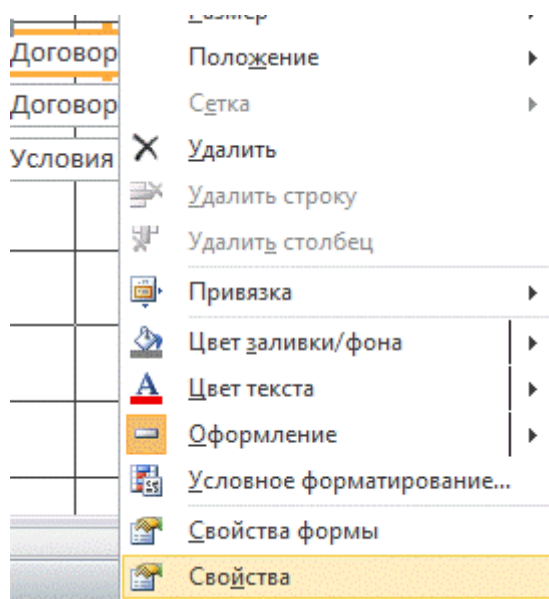 Размер
Договор
Положение
Договор
Сетка
Условия
Удалить
Удалить строку
Удалить столбец
Привязка
Цвет заливки/фона
Цвет текста
Оформление
Условное форматирование...
Свойства формы
Свойства